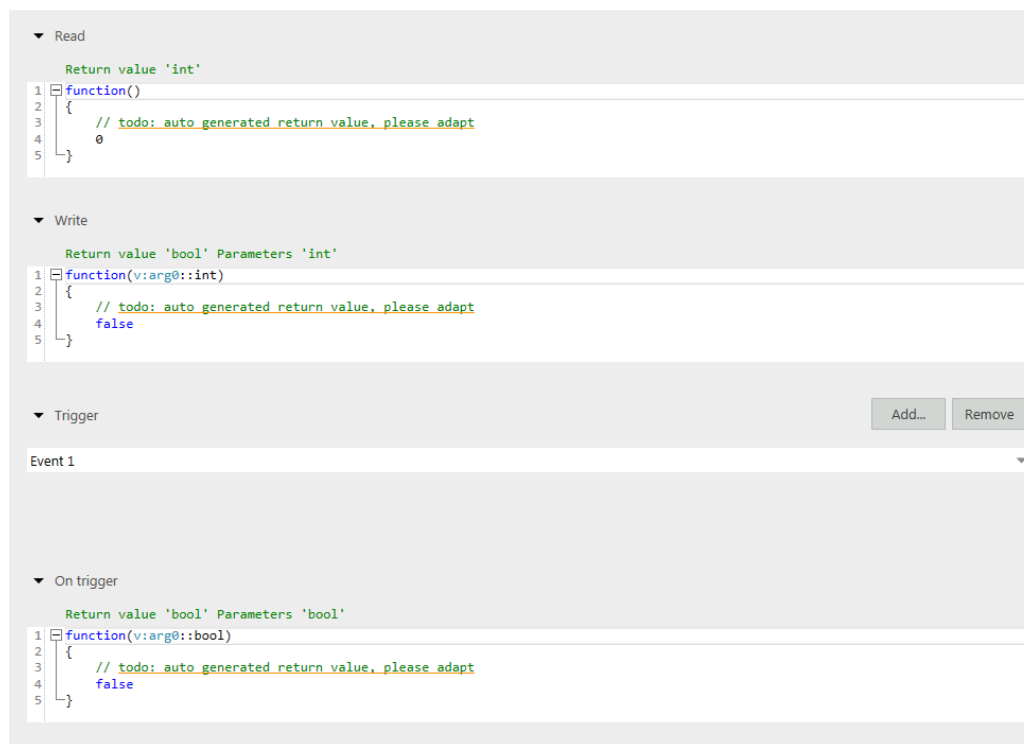 Read
Return value 'int'
1 function()
2 {
3 // todo: auto generated return value, please adapt
4 0
5 }
Write
Return value 'bool' Parameters 'int'
1 function(v:arg0::int)
2 {
3 // todo: auto generated return value, please adapt
4 false
5 }
Trigger Add... Remove
Event 1
On trigger
Return value 'bool' Parameters 'bool'
1 function(v:arg0::bool)
2 {
3 // todo: auto generated return value, please adapt
4 false
5 }